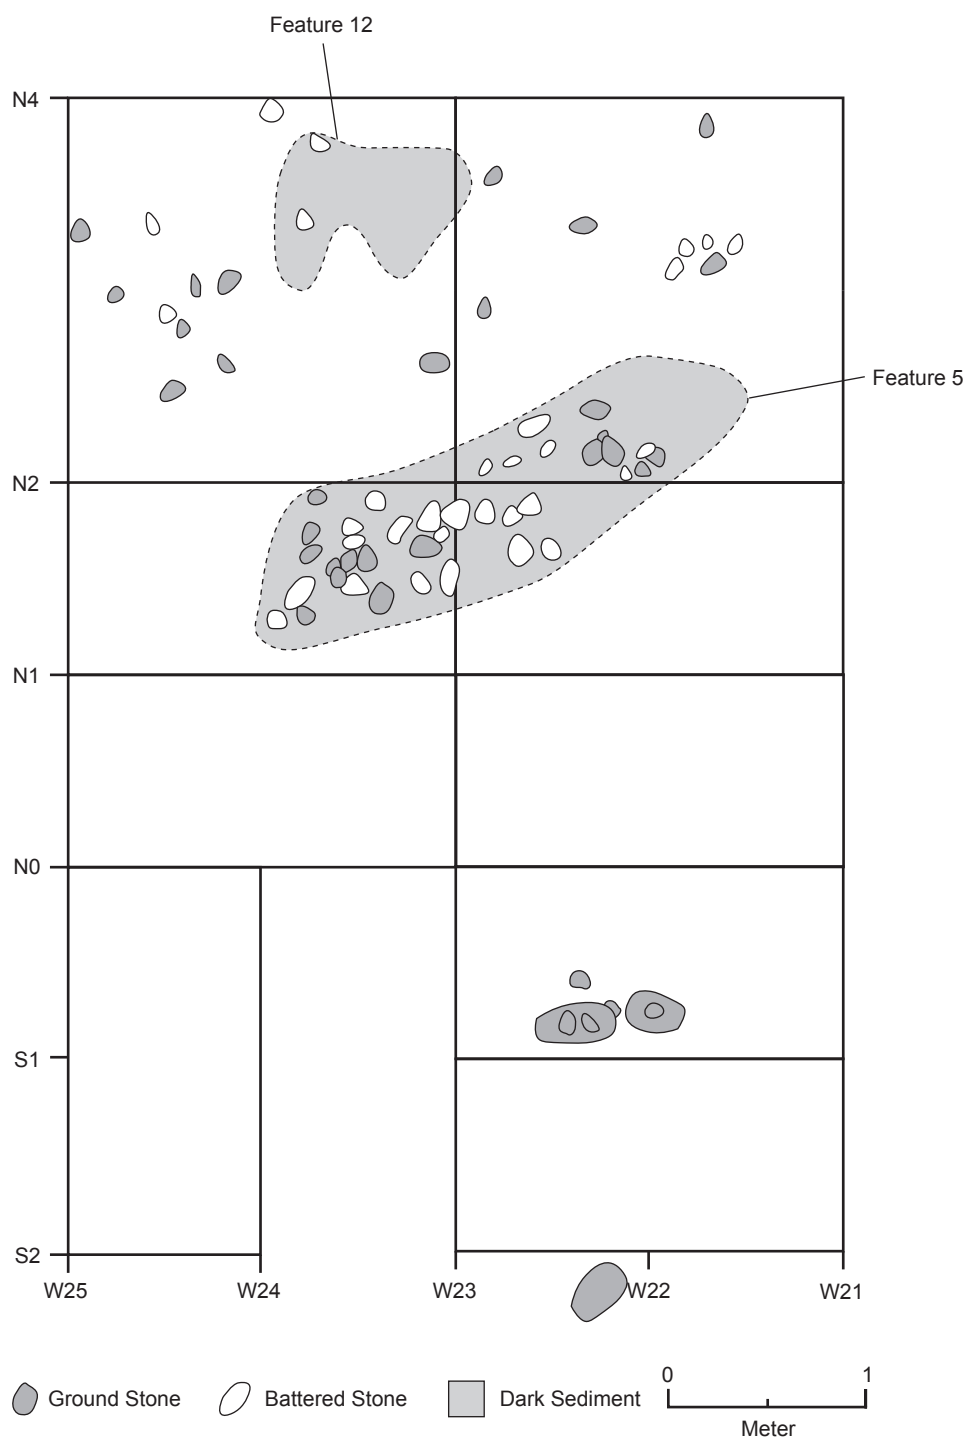 Feature 12
N4
Feature 5
N2
N1
N0
S1
S2
W25 W24 W23 W22 W21
0 1
Ground Stone Battered Stone Dark Sediment
Meter